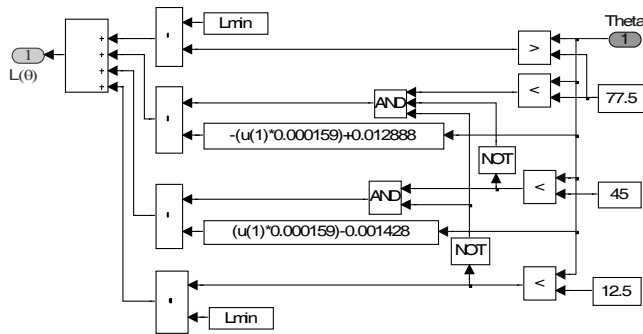 Lmin
Theta
1
>
1
L(θ)
+
+
+
+
<
77.5
AND
-(u(1)*0.000159)+0.012888
NOT
AND
<
45
(u(1)*0.000159)-0.001428
NOT
<
12.5
Lmin